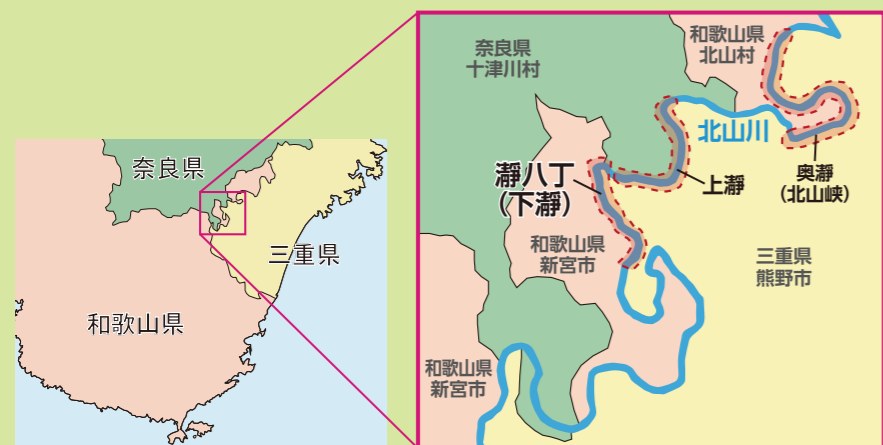 奈良県
三重県
和歌山県
奈良県
十津川村
和歌山県
北山村
北山川
瀞八丁
(下瀞)
上瀞
奥瀞
(北山峡)
和歌山県
新宮市
三重県
熊野市
和歌山県
新宮市